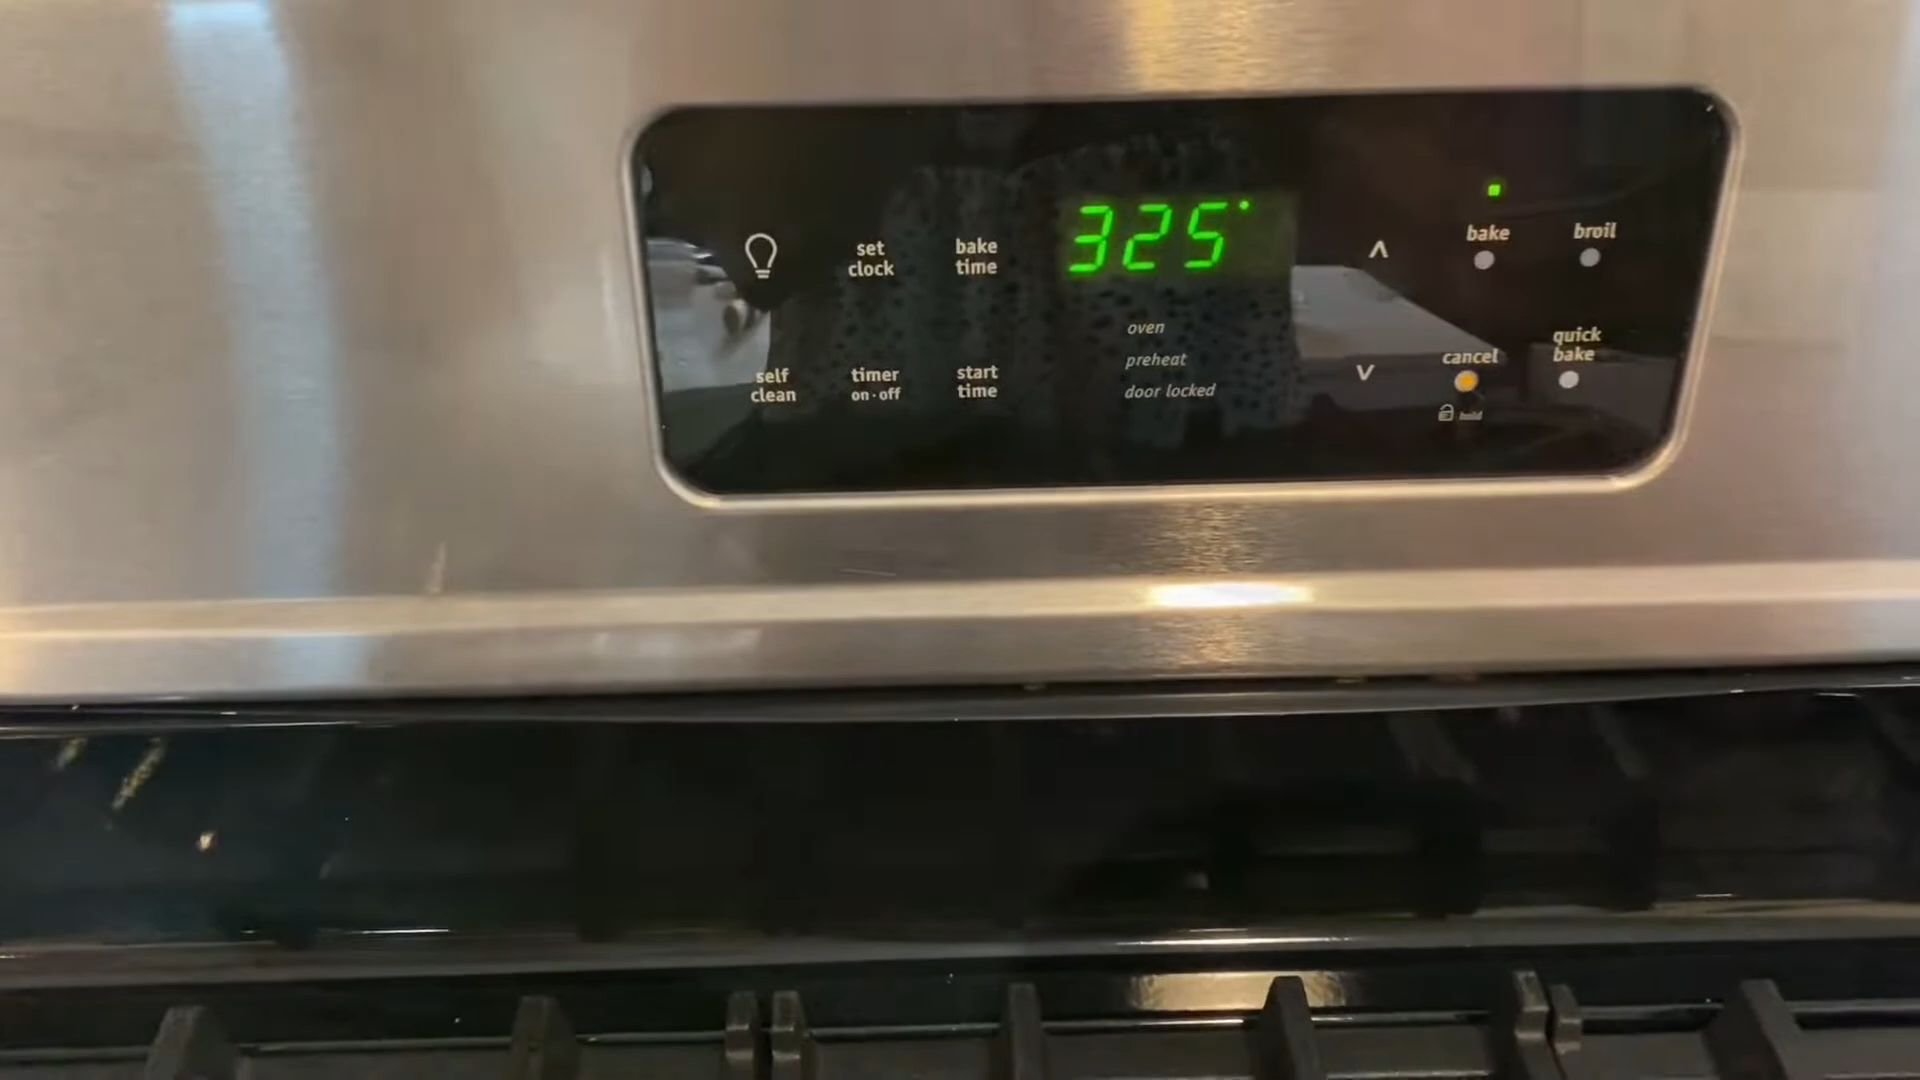 325°
set
clock
bake
time
bake
broil
self
clean
timer
on·off
start
time
oven
preheat
door locked
cancel
hold
quick
bake